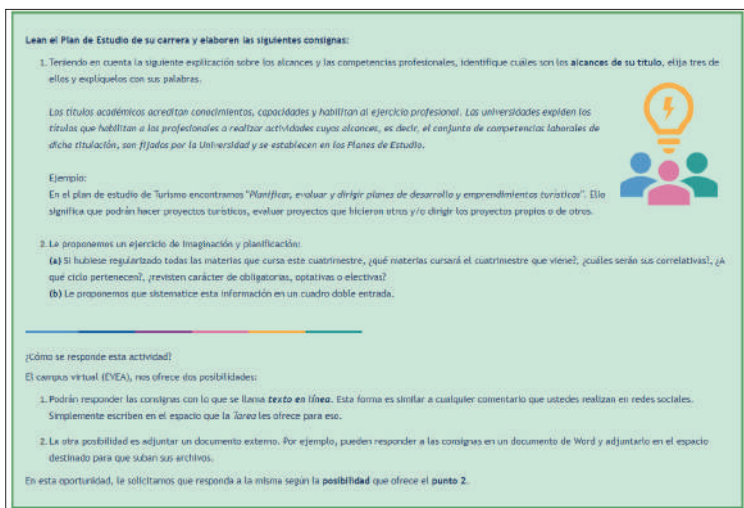 Lean el Plan de Estudio de su carrera y elaboren las siguientes consignas:
1. Teniendo en cuenta la siguiente explicación sobre los alcances y las competencias profesionales, identifique cuáles son los alcances de su título, elija tres de
ellos y explíquelos con sus palabras.
Los títulos académicos acreditan conocimientos, capacidades y habilitan al ejercicio profesional. Las universidades expiden los
títulos que habilitan a los profesionales a realizar actividades cuyos alcances, es decir, el conjunto de competencias laborales de
dicha titulación, son fijados por la Universidad y se establecen en los Planes de Estudio.
Ejemplo:
En el plan de estudio de Turismo encontramos "Planificar, evaluar y dirigir planes de desarrollo y emprendimientos turísticos". Ello
significa que podrán hacer proyectos turísticos, evaluar proyectos que hicieron otros y/o dirigir los proyectos propios o de otros.
2. Le proponemos un ejercicio de imaginación y planificación:
(a) Si hubiese regularizado todas las materias que cursa este cuatrimestre, ¿qué materias cursará el cuatrimestre que viene?, ¿cuáles serán sus correlativas?, ¿A
qué ciclo pertenecen?, ¿revisten carácter de obligatorias, optativas o electivas?
(b) Le proponemos que sistematice esta información en un cuadro doble entrada.
¿Cómo se responde esta actividad?
El campus virtual (EVEA), nos ofrece dos posibilidades:
1. Podrán responder las consignas con lo que se llama texto en línea. Esta forma es similar a cualquier comentario que ustedes realizan en redes sociales.
Simplemente escriben en el espacio que la Tarea les ofrece para eso.
2. La otra posibilidad es adjuntar un documento externo. Por ejemplo, pueden responder a las consignas en un documento de Word y adjuntarlo en el espacio
destinado para que suban sus archivos.
En esta oportunidad, le solicitamos que responda a la misma según la posibilidad que ofrece el punto 2.